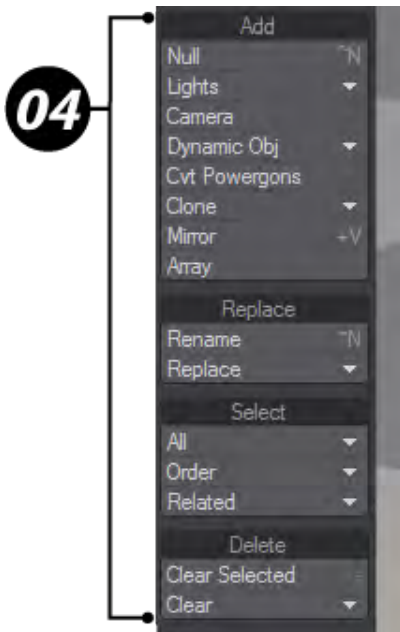 04
Add
Null ^N
Lights
Camera
Dynamic Obj
Cvt Powergons
Clone
Mirror +V
Array
Replace
Rename ^N
Replace
Select
All
Order
Related
Delete
Clear Selected
Clear